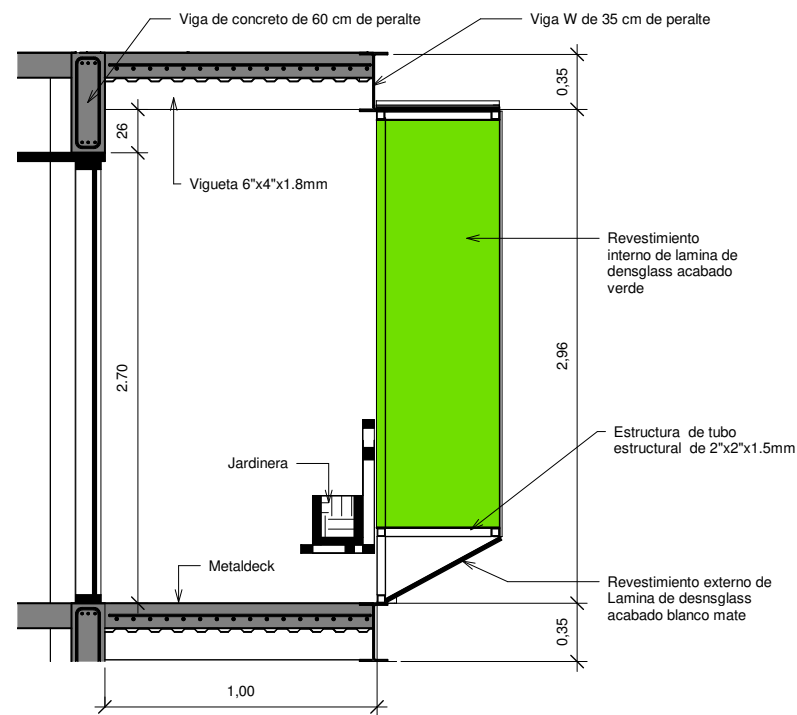 Viga de concreto de 60 cm de peralte
Viga W de 35 cm de peralte
0,35
26
Vigueta 6"x4"x1.8mm
Revestimiento
interno de lamina de
densglass acabado
verde
2,96
2.70
Estructura de tubo
estructural de 2"x2"x1.5mm
Jardinera
Metaldeck
Revestimiento externo de
Lamina de desnsglass
acabado blanco mate
0,35
1,00